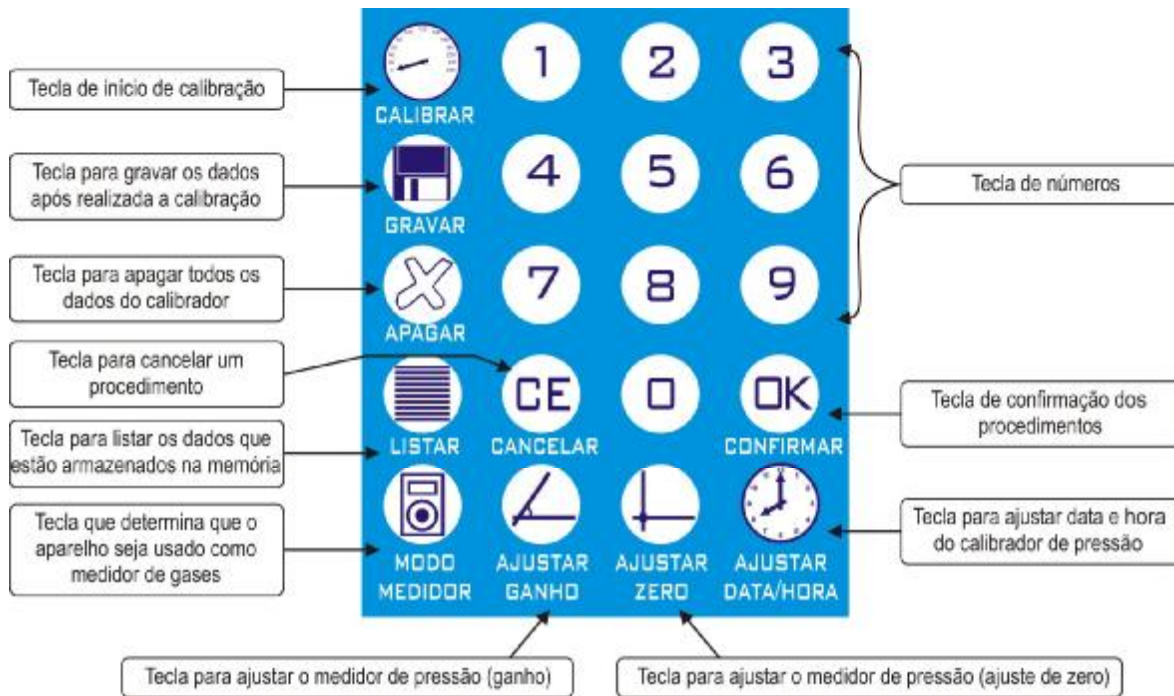 Tecla de início de calibração
Tecla para gravar os dados
após realizada a calibração
Tecla para apagar todos os
dados do calibrador
Tecla para cancelar um
procedimento
Tecla para listar os dados que
estão armazenados na memória
Tecla que determina que o
aparelho seja usado como
medidor de gases
1 2 3
CALIBRAR
4 5 6
GRAVAR
7 8 9
APAGAR
CE 0 OK
LISTAR CANCELAR CONFIRMAR
MODO AJUSTAR AJUSTAR AJUSTAR
MEDIDOR GANHO ZERO DATA/HORA
Tecla de números
Tecla de confirmação dos
procedimentos
Tecla para ajustar data e hora
do calibrador de pressão
Tecla para ajustar o medidor de pressão (ganho)
Tecla para ajustar o medidor de pressão (ajuste de zero)